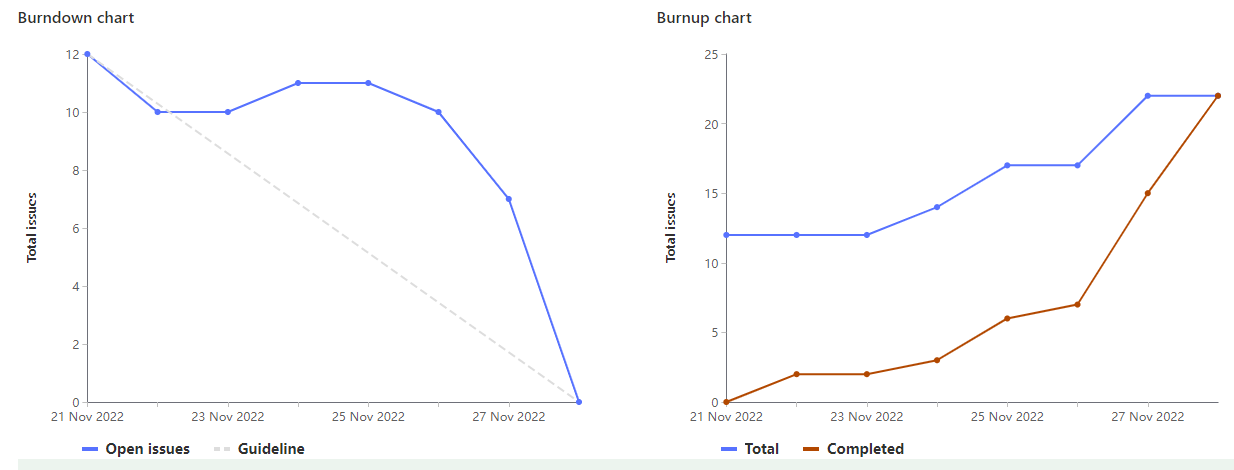 Burndown chart
Total issues
12
10
8
6
4
2
0
21 Nov 2022 23 Nov 2022 25 Nov 2022 27 Nov 2022
Open issues Guideline
Burnup chart
Total issues
25
20
15
10
5
0
21 Nov 2022 23 Nov 2022 25 Nov 2022 27 Nov 2022
Total Completed